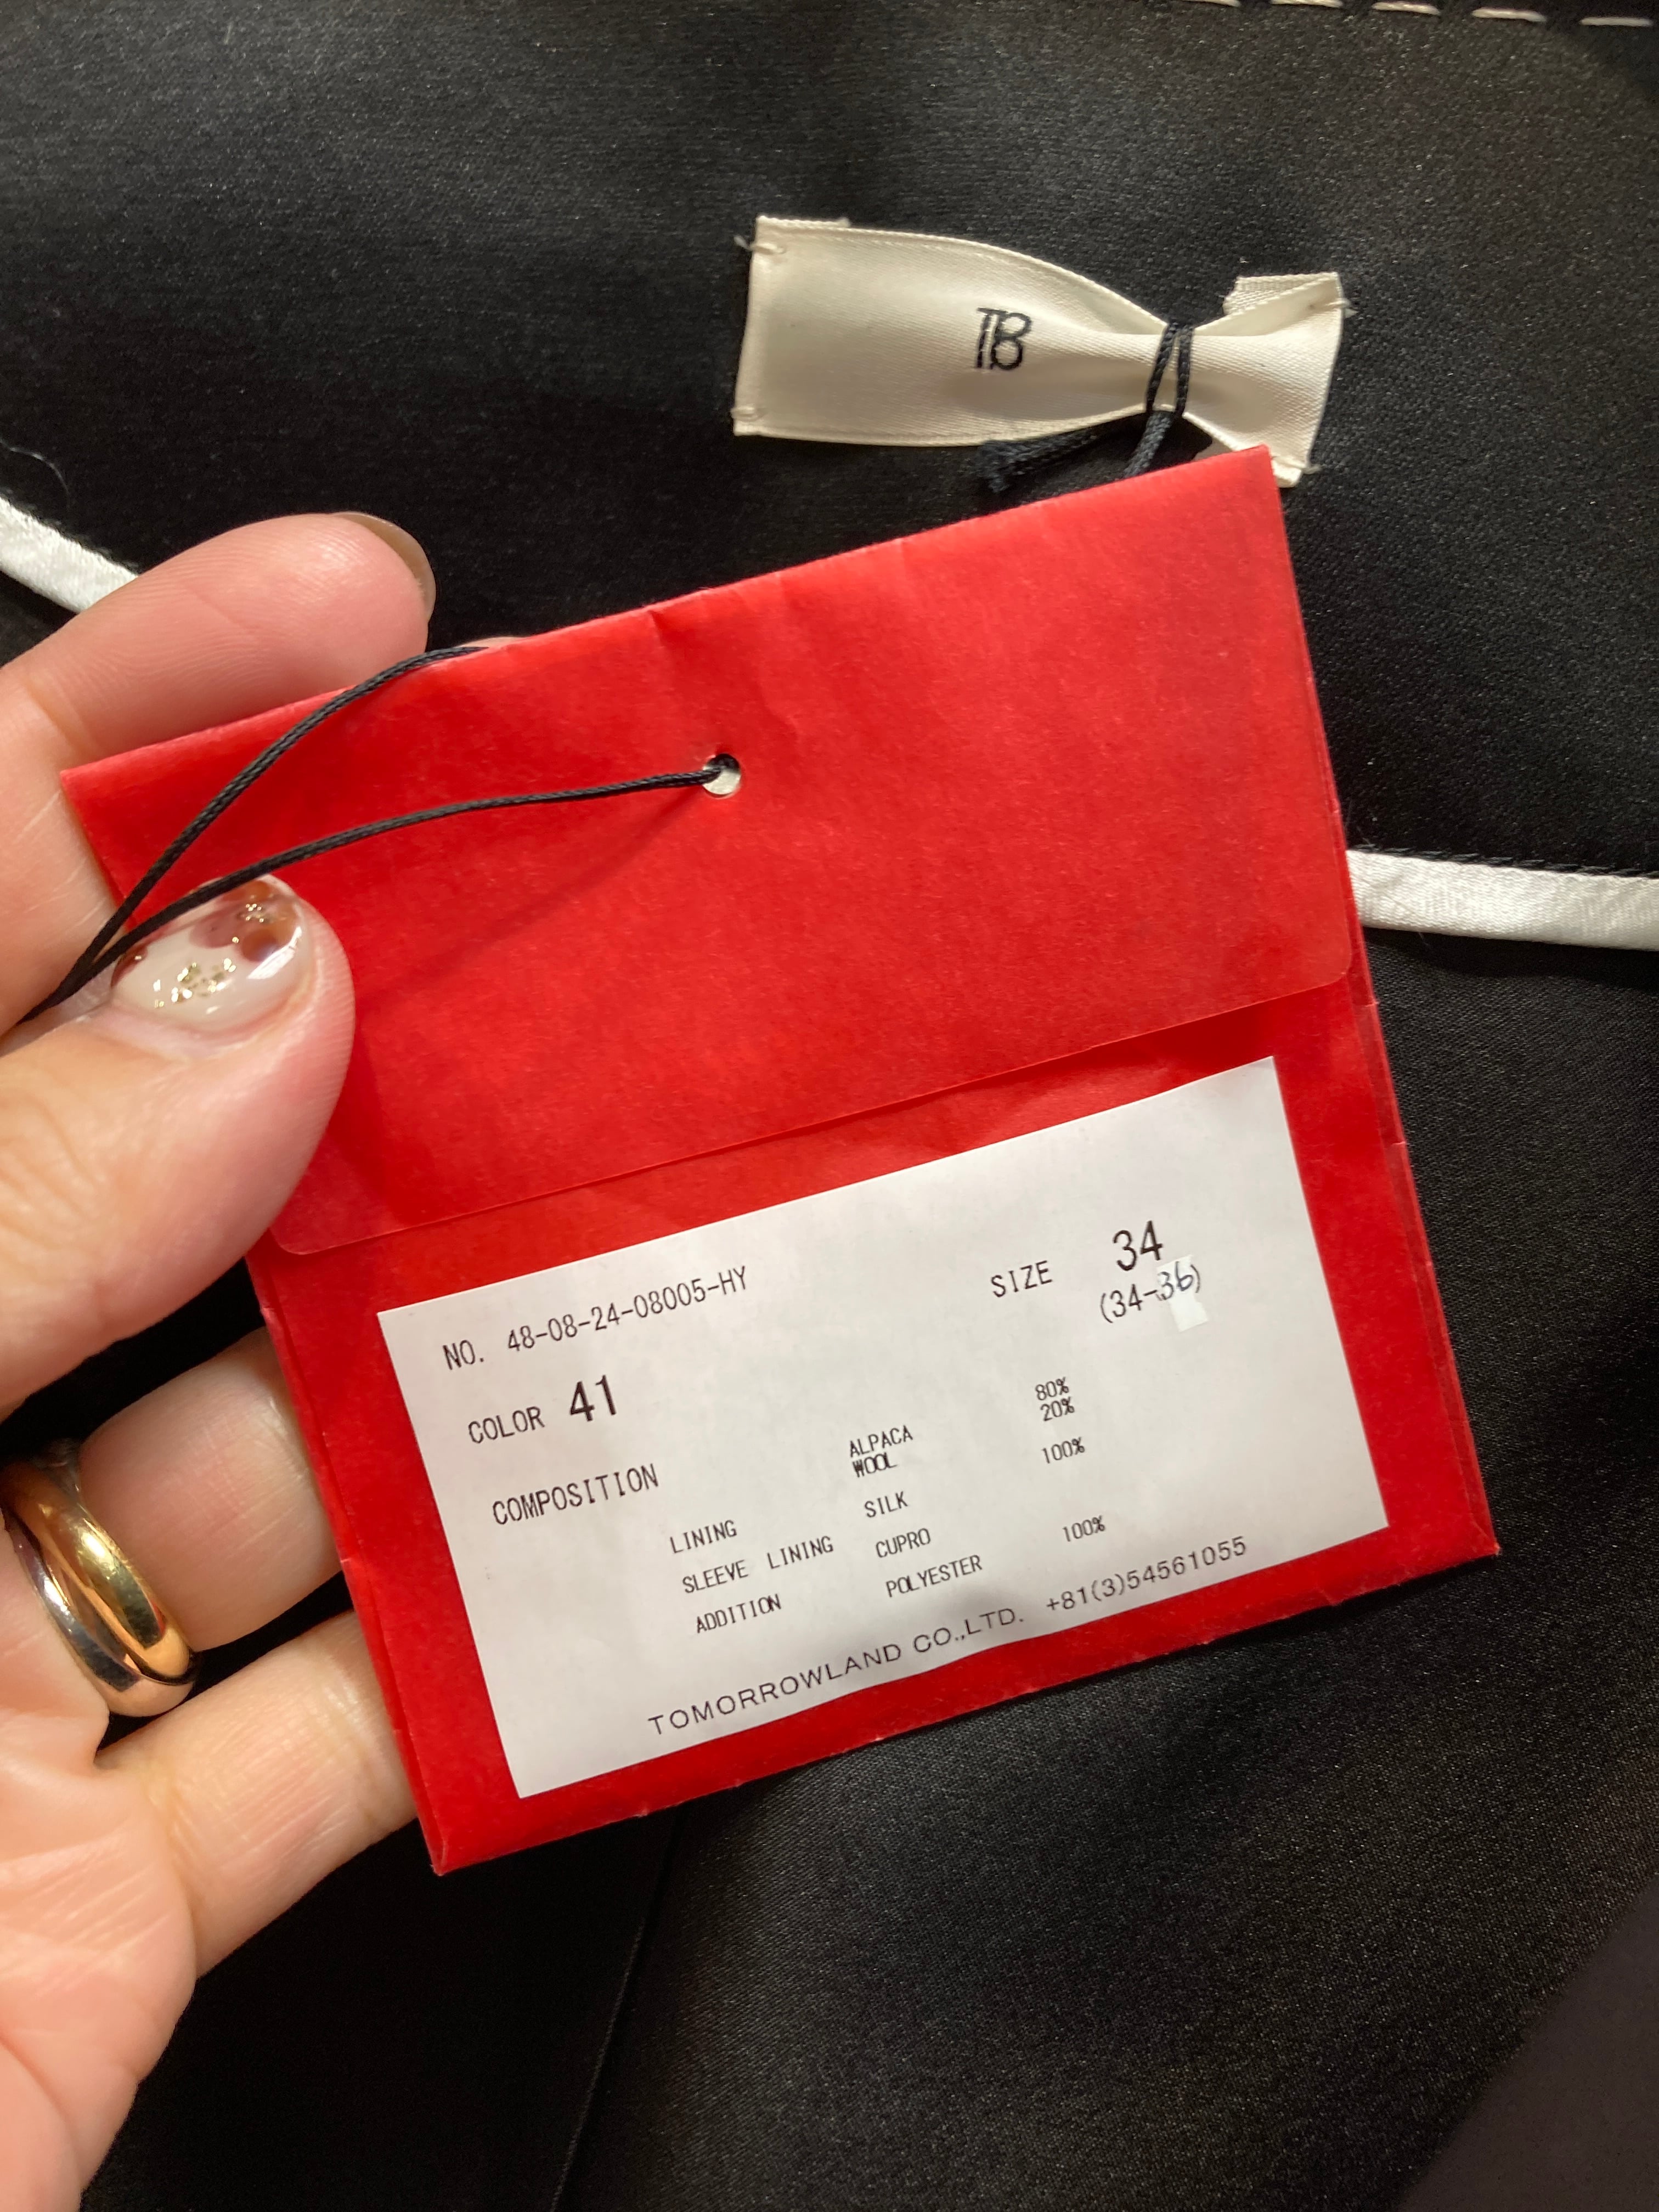 TB
NO. 48-08-24-08005-HY SIZE 34
(34-36)
COLOR 41
COMPOSITION ALPACA 80%
WOOL 20%
LINING SILK 100%
SLEEVE LINING CUPRO
ADDITION POLYESTER 100%
TOMORROWLAND CO.,LTD. +81(3)54561055